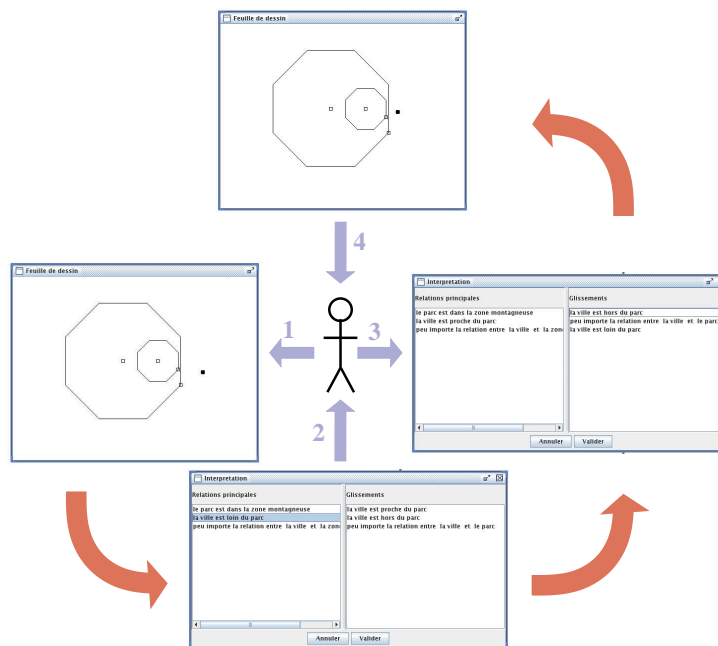 Feuille de dessin
4
Feuille de dessin
1
3
2
Interpretation
Relations principales
Glissements
le parc est dans la zone montagneuse
la ville est proche du parc
peu importe la relation entre la ville et la zon
la ville est hors du parc
peu importe la relation entre la ville et le parc
la ville est loin du parc
Annuler
Valider
Interpretation
Relations principales
Glissements
le parc est dans la zone montagneuse
la ville est loin du parc
peu importe la relation entre la ville et la zon
la ville est proche du parc
la ville est hors du parc
peu importe la relation entre la ville et le parc
Annuler
Valider